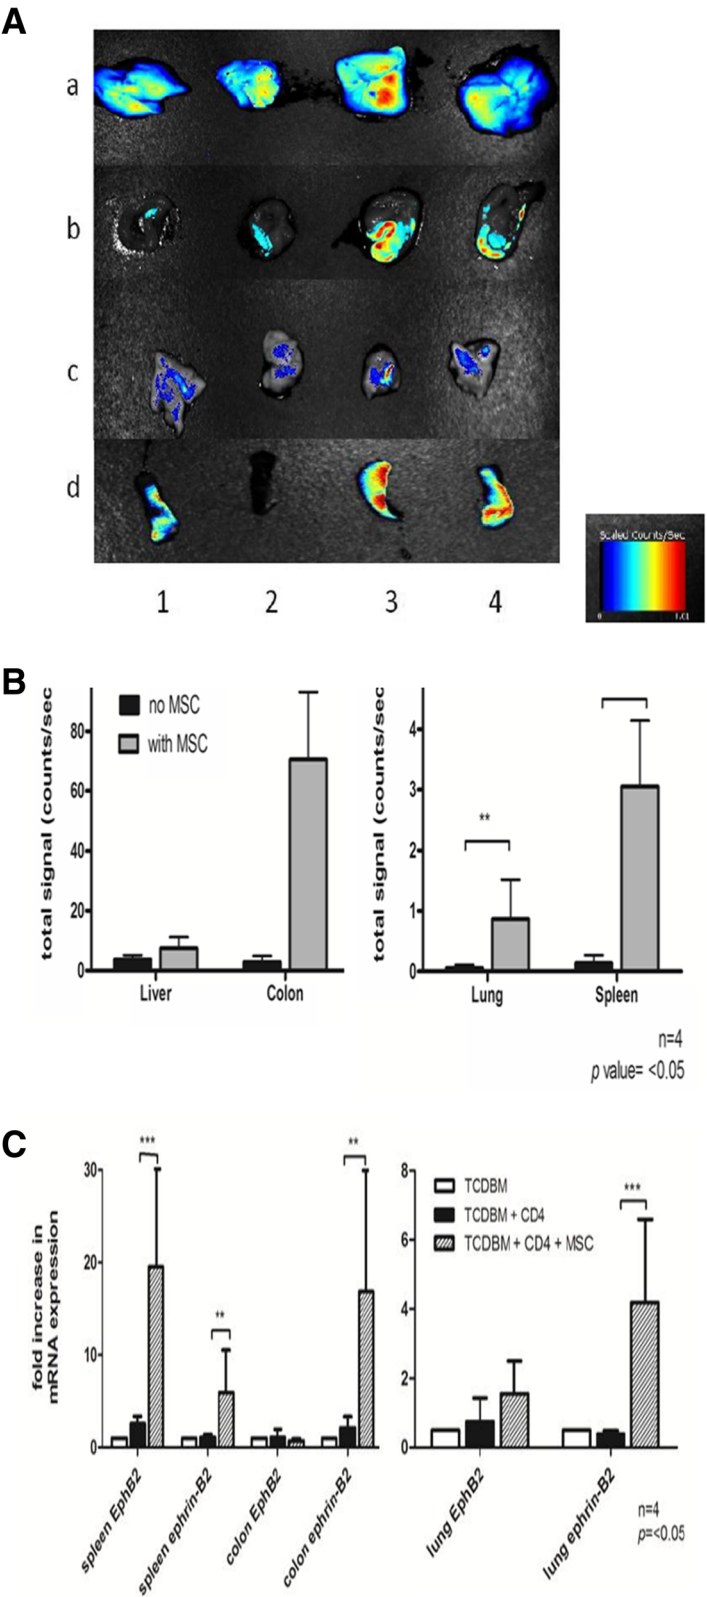 A
a
b
c
d
Scaled Counts/Sec
0
1 2 3 4
B
total signal (counts/sec
80
60
40
20
0
no MSC
with MSC
Liver Colon
total signal (counts/sec
4
3
2
1
0
**
Lung Spleen
n=4
p value= <0.05
C
fold increase in
mRNA expression
30
20
10
0
***
**
**
spleen EphB2
spleen ephrin-B2
colon EphB2
colon ephrin-B2
8
6
4
2
0
TCDBM
TCDBM + CD4
TCDBM + CD4 + MSC
***
lung EphB2
lung ephrin-B2
n=4
p=<0.05